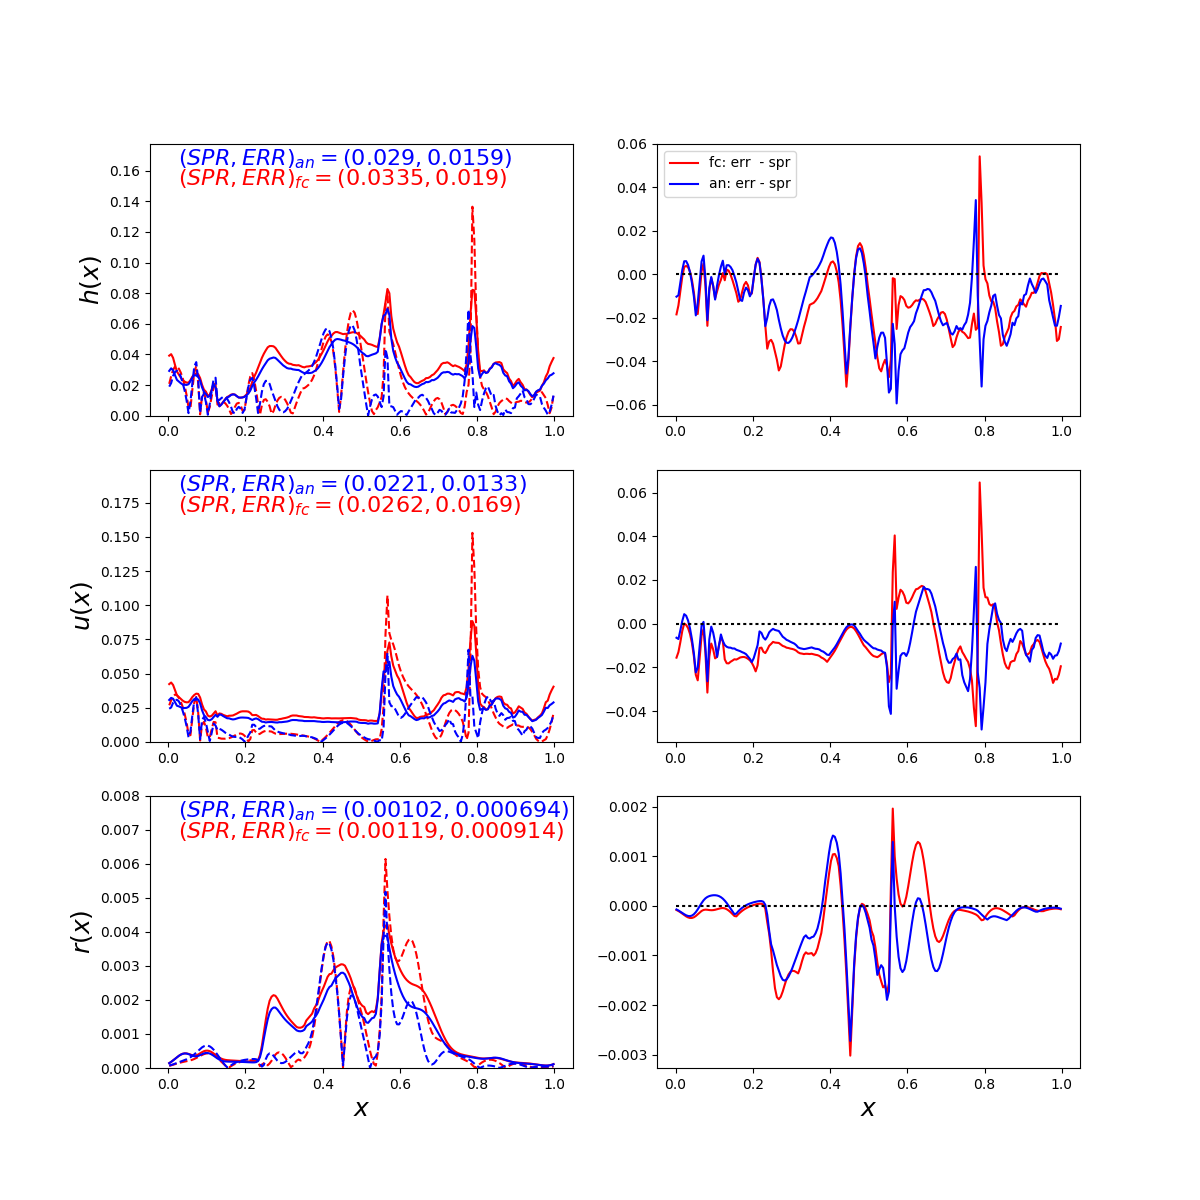 (SPR, ERR)an = (0.029, 0.0159)
(SPR, ERR)fc = (0.0335, 0.019)
h(x)
0.16
0.14
0.12
0.10
0.08
0.06
0.04
0.02
0.00
0.0 0.2 0.4 0.6 0.8 1.0
fc: err - spr
an: err - spr
0.06
0.04
0.02
0.00
−0.02
−0.04
−0.06
0.0 0.2 0.4 0.6 0.8 1.0
(SPR, ERR)an = (0.0221, 0.0133)
(SPR, ERR)fc = (0.0262, 0.0169)
u(x)
0.175
0.150
0.125
0.100
0.075
0.050
0.025
0.000
0.0 0.2 0.4 0.6 0.8 1.0
0.06
0.04
0.02
0.00
−0.02
−0.04
0.0 0.2 0.4 0.6 0.8 1.0
(SPR, ERR)an = (0.00102, 0.000694)
(SPR, ERR)fc = (0.00119, 0.000914)
r(x)
0.008
0.007
0.006
0.005
0.004
0.003
0.002
0.001
0.000
0.0 0.2 0.4 0.6 0.8 1.0
x
0.002
0.001
0.000
−0.001
−0.002
−0.003
0.0 0.2 0.4 0.6 0.8 1.0
x